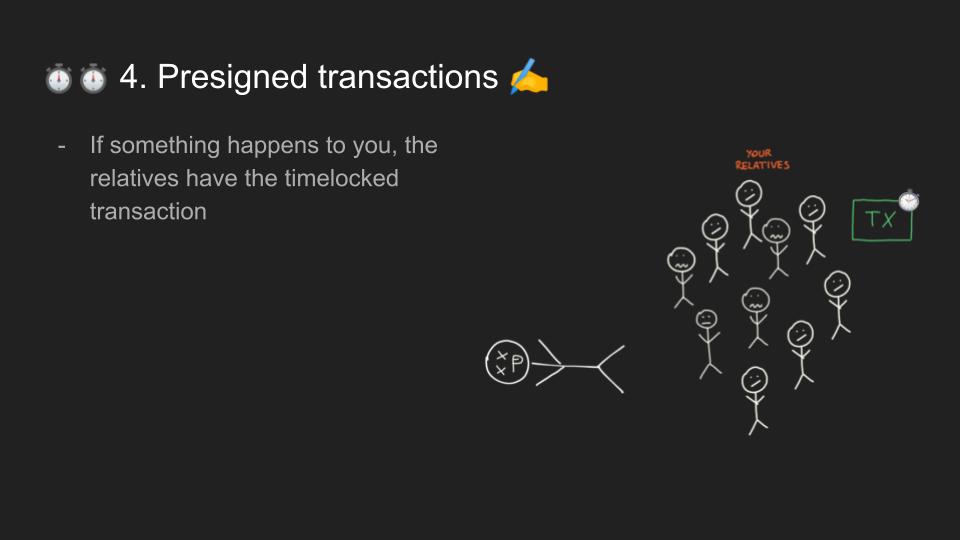 ⏱️⏱️ 4. Presigned transactions ✍️
- If something happens to you, the
relatives have the timelocked
transaction
YOUR
RELATIVES
TX